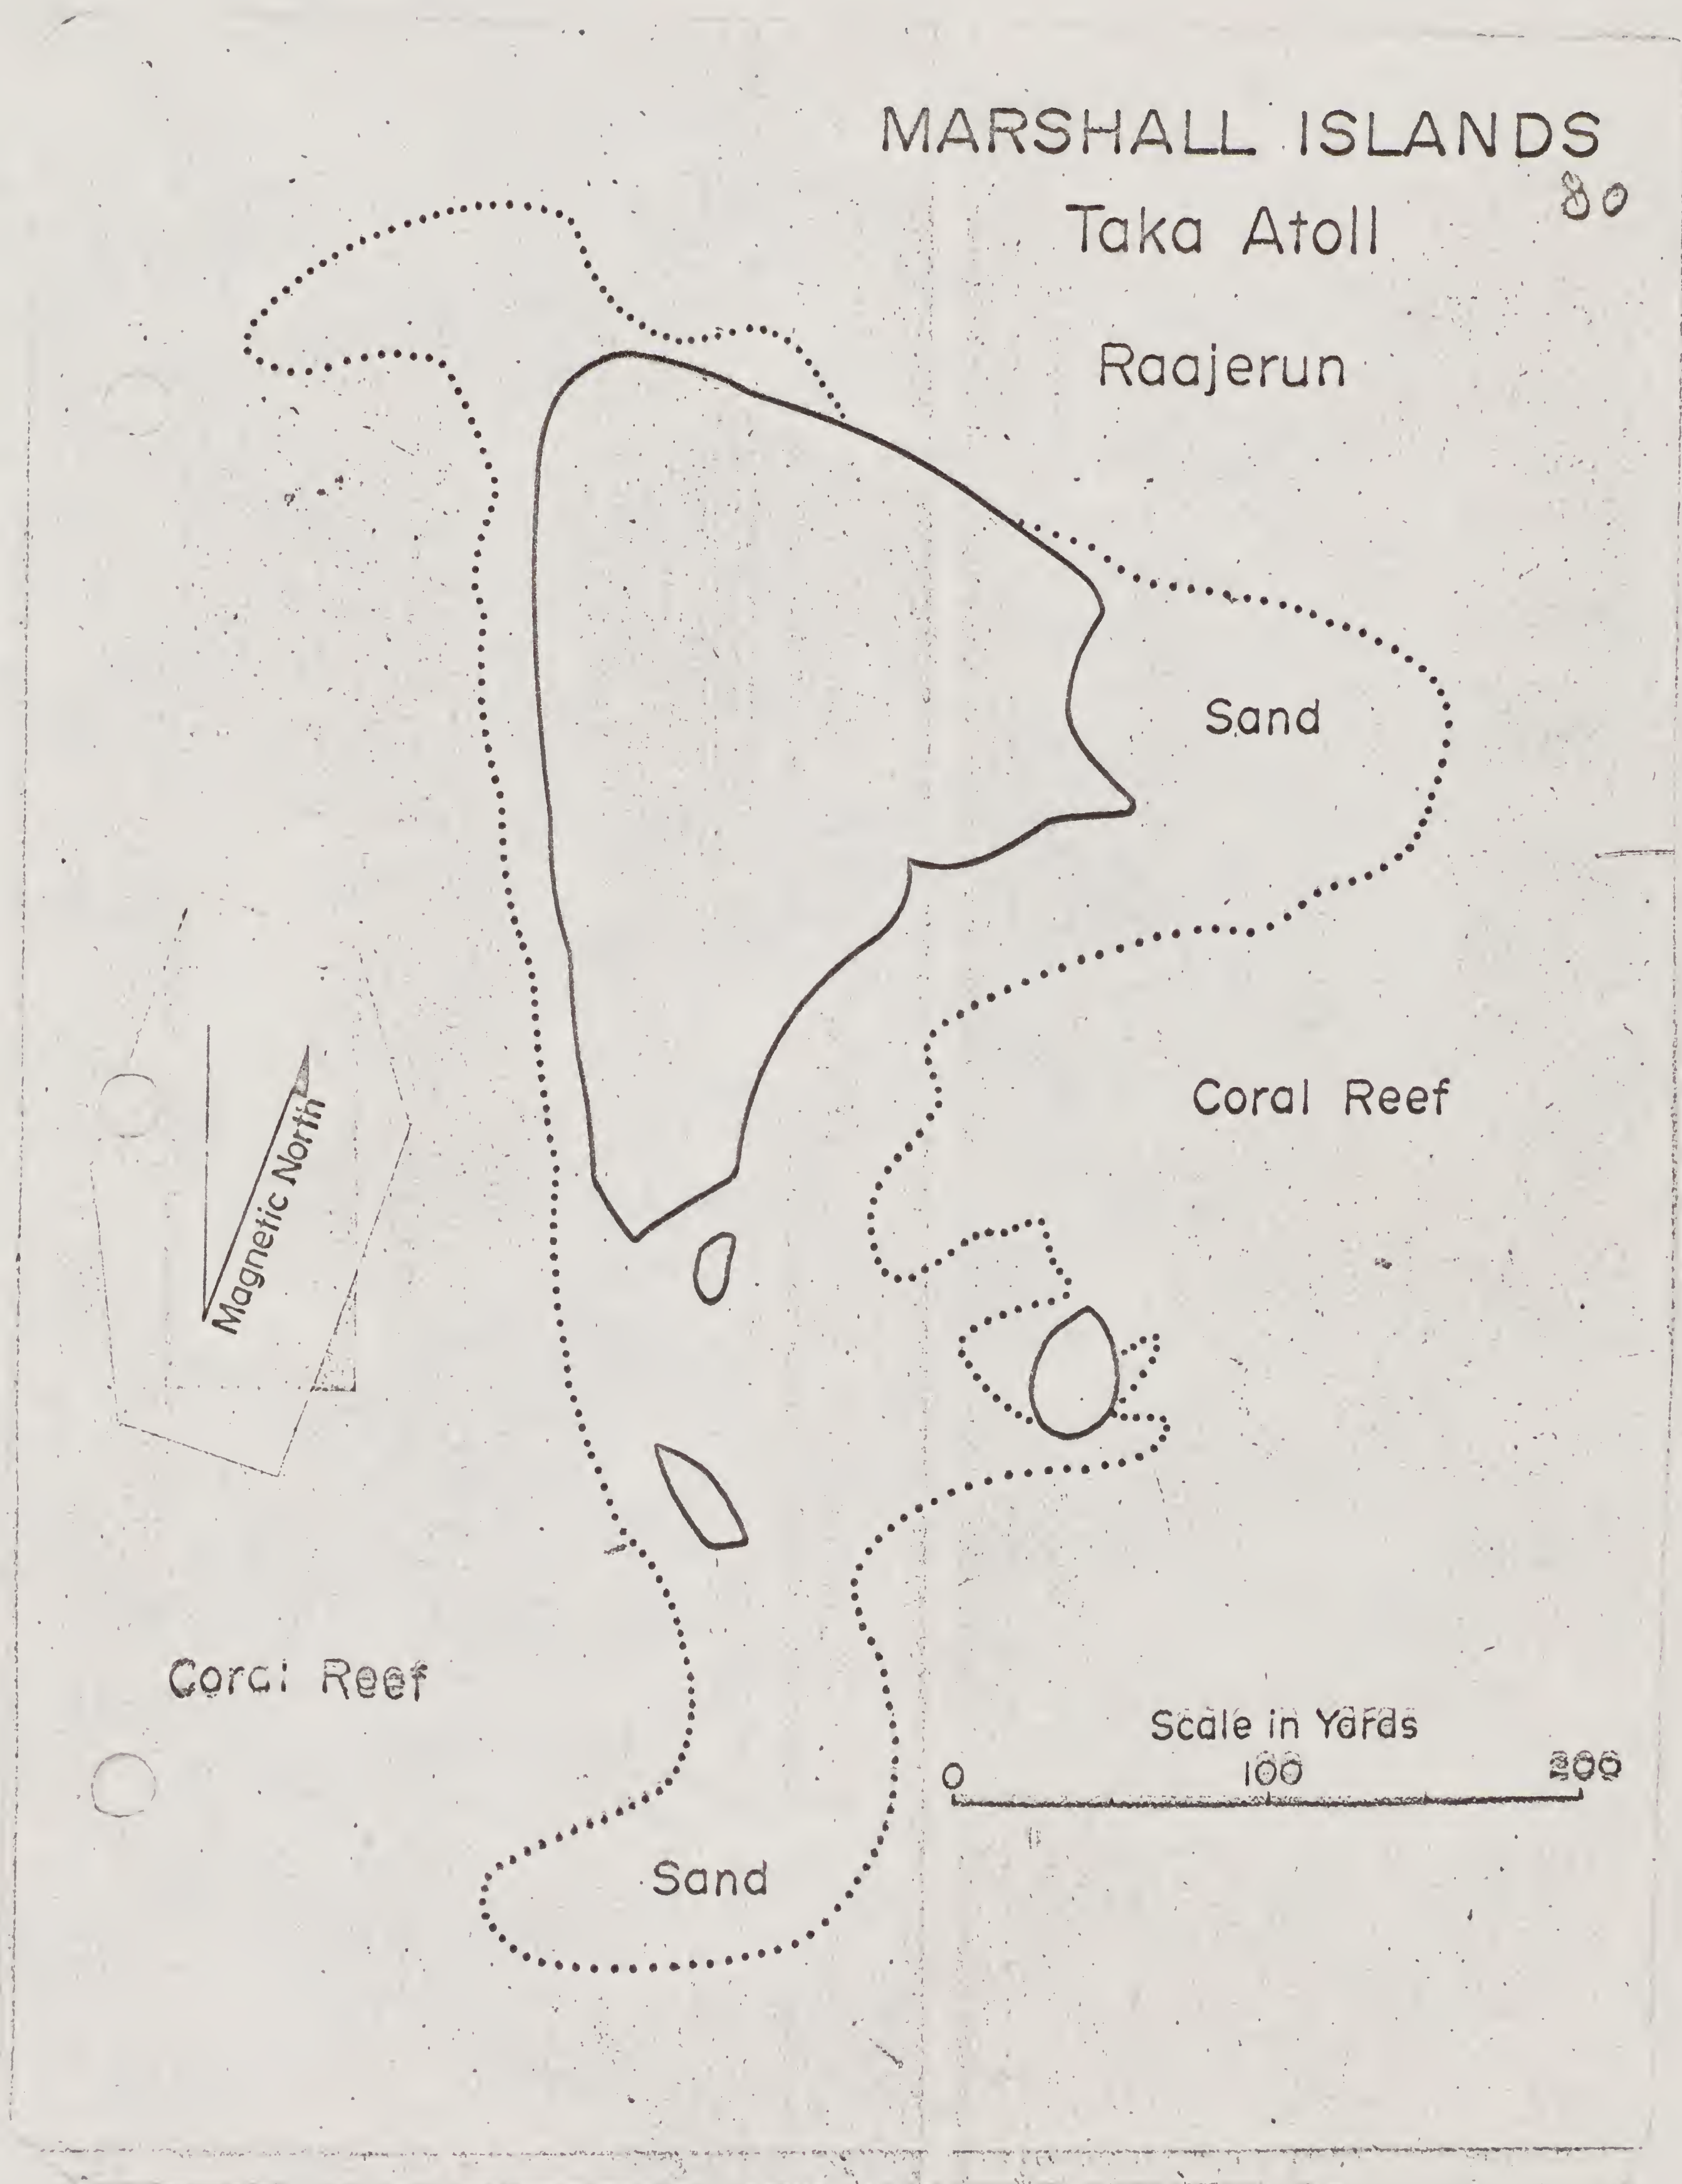 MARSHALL ISLANDS
80
Taka Atoll
Raajerun
Sand
Coral Reef
Magnetic North
Coral Reef
Scale in Yards
0 100 200
Sand